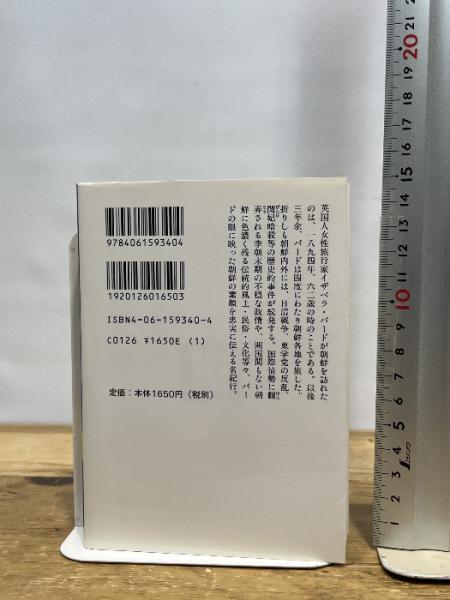 英国人女性旅行家イザベラ・バードが朝鮮を訪れた
のは、一八九四年、六二歳の時のことである。以後
三年余、バードは四度にわたり朝鮮各地を旅した。
折りしも朝鮮内外には、日清戦争、東学党の反乱、
閔妃暗殺等の歴史的事件が続発する。国際情勢に翻
弄される李朝末期の不穏な政情や、開国間もない朝
鮮に色濃く残る伝統的風土・民俗・文化等々、バー
ドの眼に映った朝鮮の素顔を忠実に伝える名紀行。
9784061593404
1920126016503
ISBN4-06-159340-4
C0126 ¥1650E (1)
定価：本体1650円（税別）
20
9
8
7
6
5
4
3
2
1
10
9
8
7
6
5
4
3
2
1